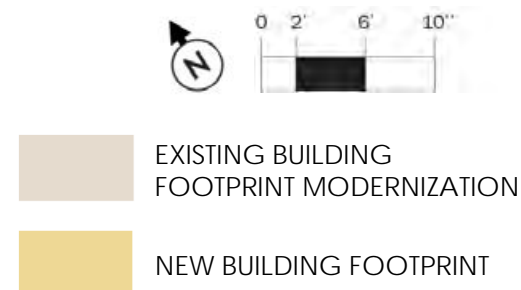 0 2' 6' 10''
N
EXISTING BUILDING
FOOTPRINT MODERNIZATION
NEW BUILDING FOOTPRINT